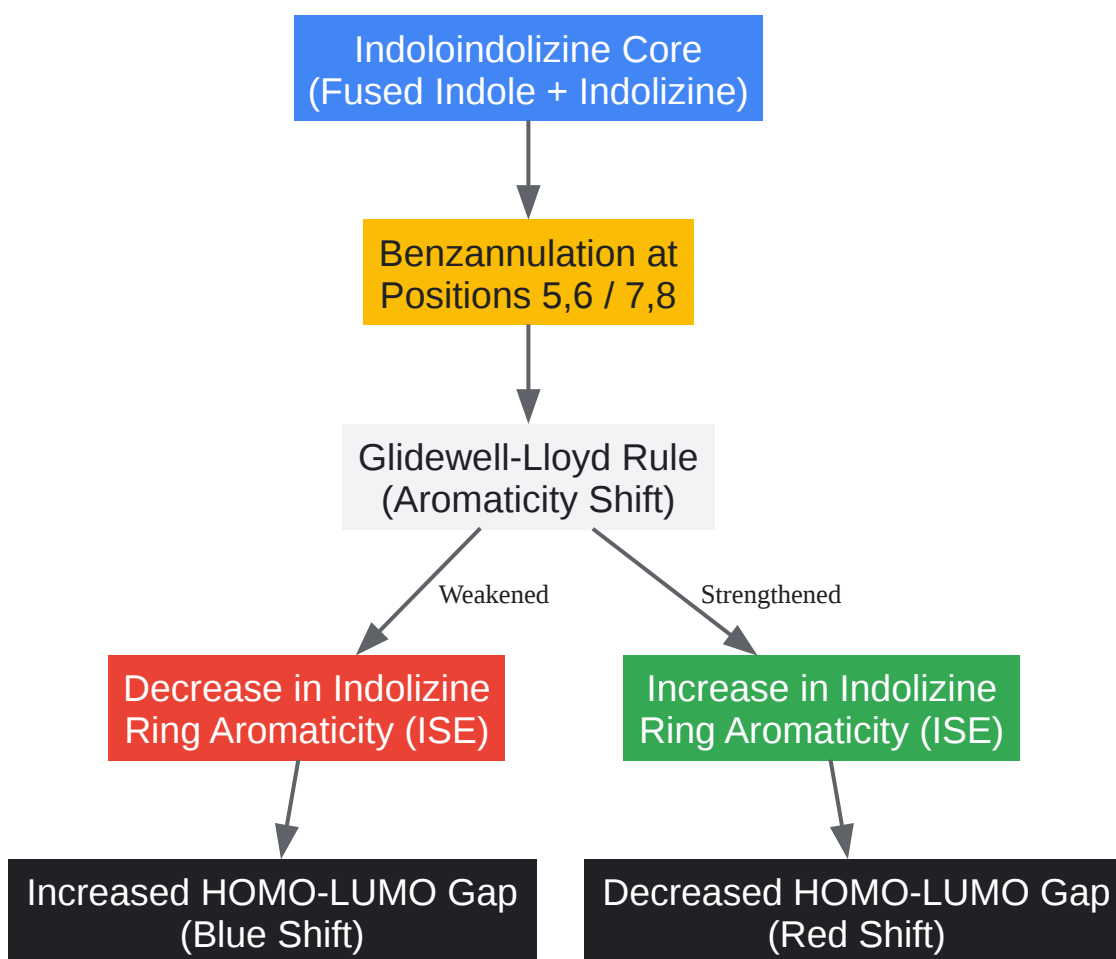 Indoloindolizine Core
(Fused Indole + Indolizine)
Benzannulation at
Positions 5,6 / 7,8
Glidewell-Lloyd Rule
(Aromaticity Shift)
Weakened
Strengthened
Decrease in Indolizine
Ring Aromaticity (ISE)
Increase in Indolizine
Ring Aromaticity (ISE)
Increased HOMO-LUMO Gap
(Blue Shift)
Decreased HOMO-LUMO Gap
(Red Shift)